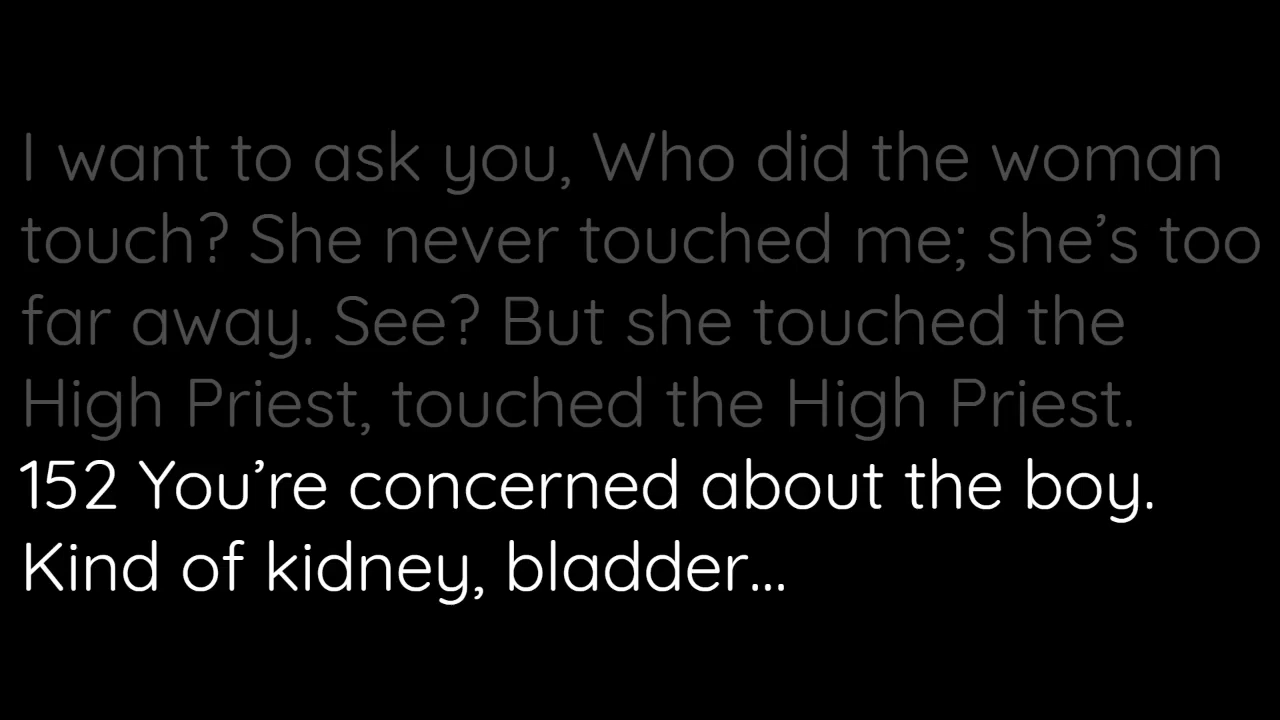 I want to ask you, Who did the woman
touch? She never touched me; she’s too
far away. See? But she touched the
High Priest, touched the High Priest.
152 You’re concerned about the boy.
Kind of kidney, bladder...